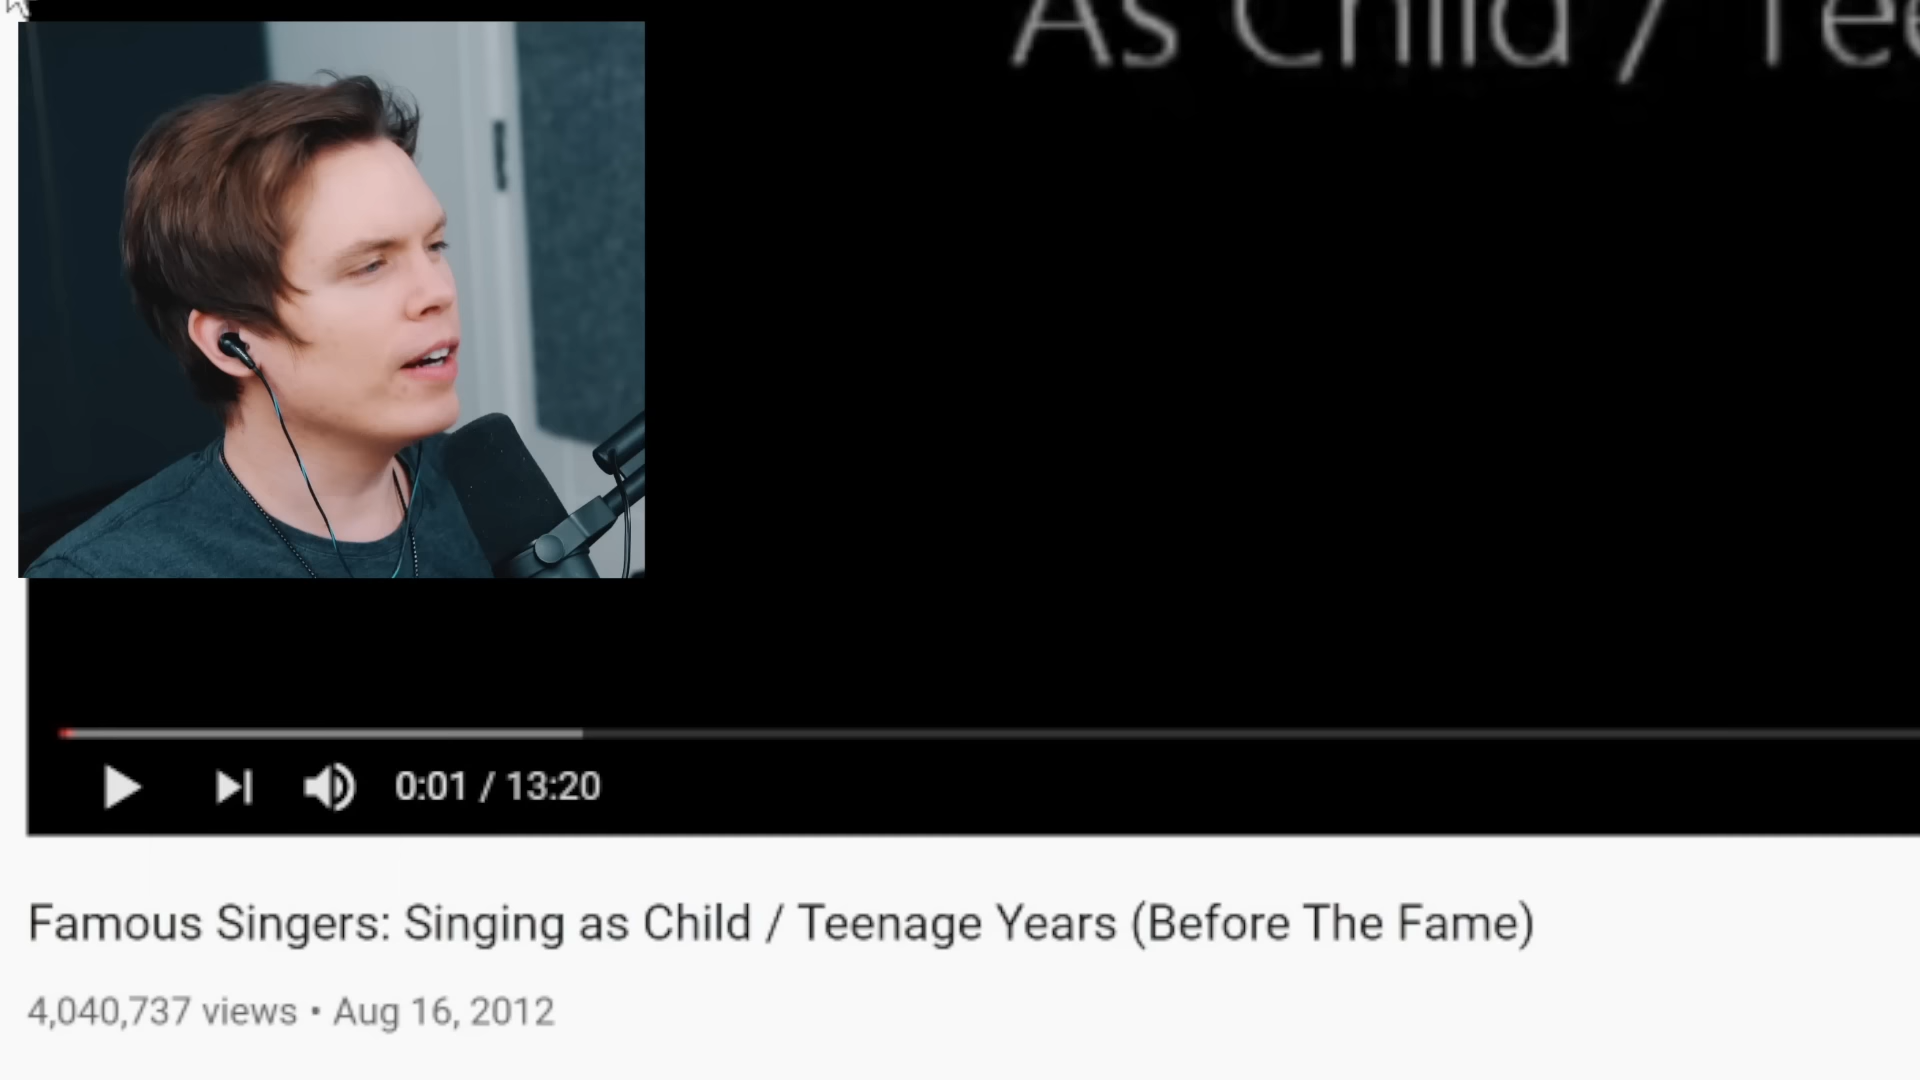 As Child / Tee
0:01 / 13:20
Famous Singers: Singing as Child / Teenage Years (Before The Fame)
4,040,737 views • Aug 16, 2012